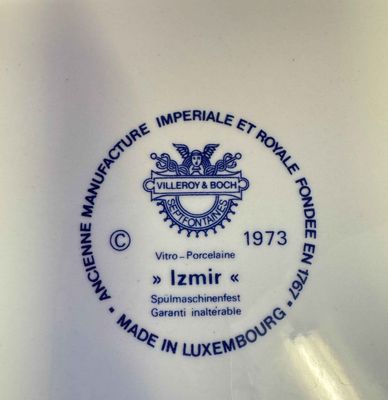 ANCIENNE MANUFACTURE IMPERIALE ET ROYALE FONDEE EN 1767
VILLEROY & BOCH
SEPTFONTAINES
© 1973
Vitro-Porcelaine
» Izmir «
Spülmaschinenfest
Garanti inaltérable
MADE IN LUXEMBOURG